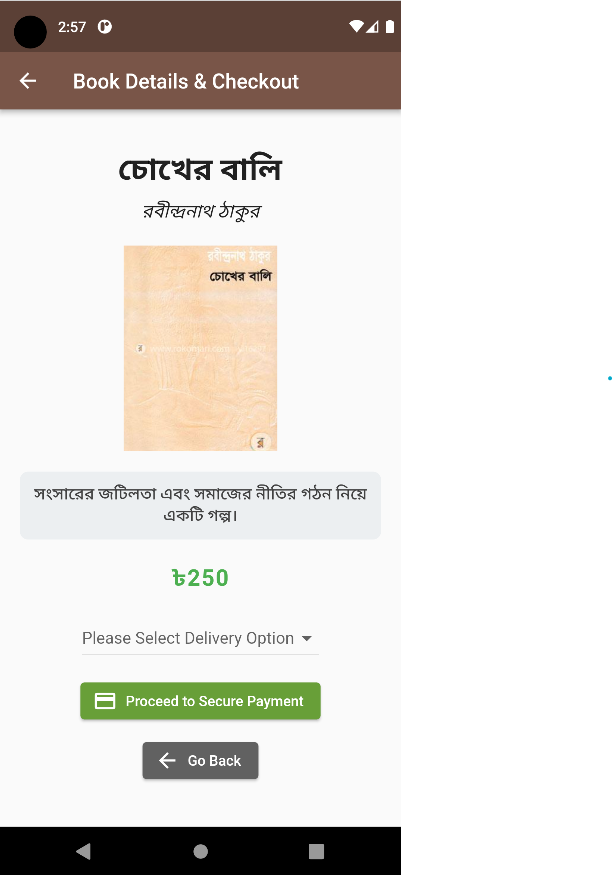 2:57
Book Details & Checkout
চোখের বালি
রবীন্দ্রনাথ ঠাকুর
রবীন্দ্রনাথ ঠাকুর
চোখের বালি
সংসারের জটিলতা এবং সমাজের নীতির গঠন নিয়ে
একটি গল্প।
৳250
Please Select Delivery Option
Proceed to Secure Payment
Go Back